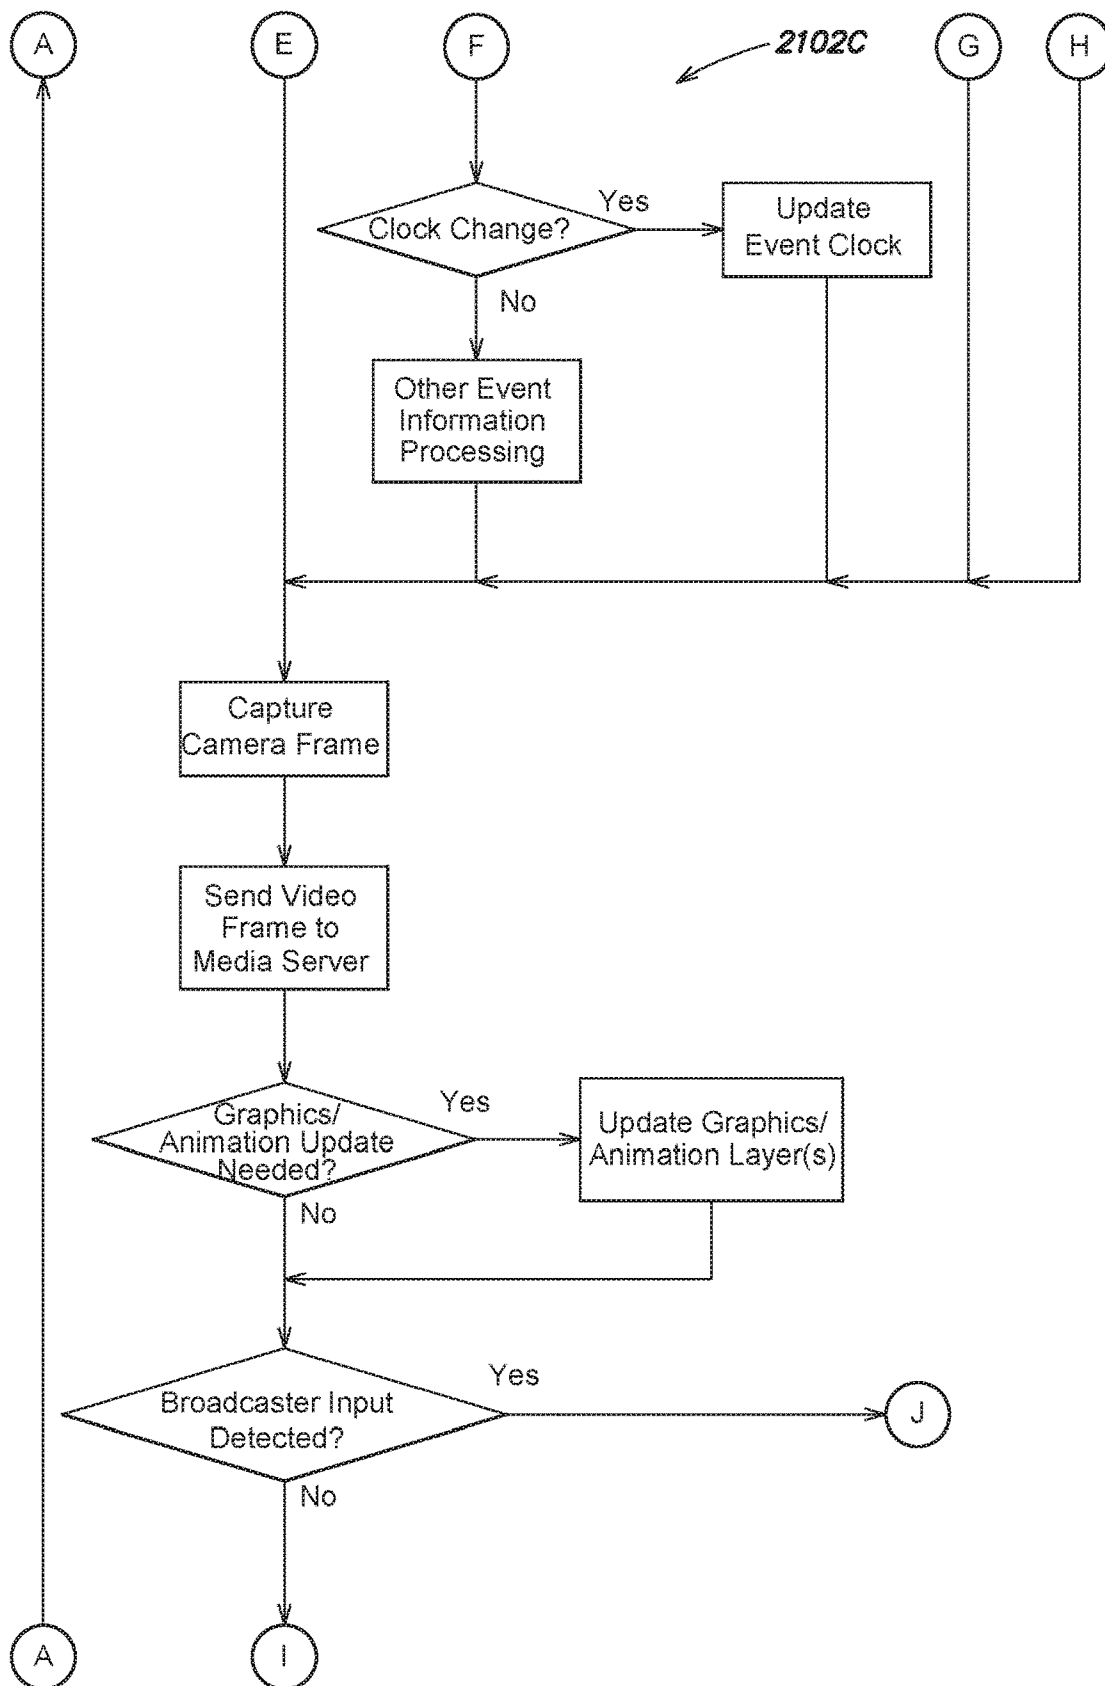 A
E
F
2102C
G
H
Clock Change?
Yes
Update
Event Clock
No
Other Event
Information
Processing
Capture
Camera Frame
Send Video
Frame to
Media Server
Graphics/
Animation Update
Needed?
Yes
Update Graphics/
Animation Layer(s)
No
Broadcaster Input
Detected?
Yes
J
No
A
I